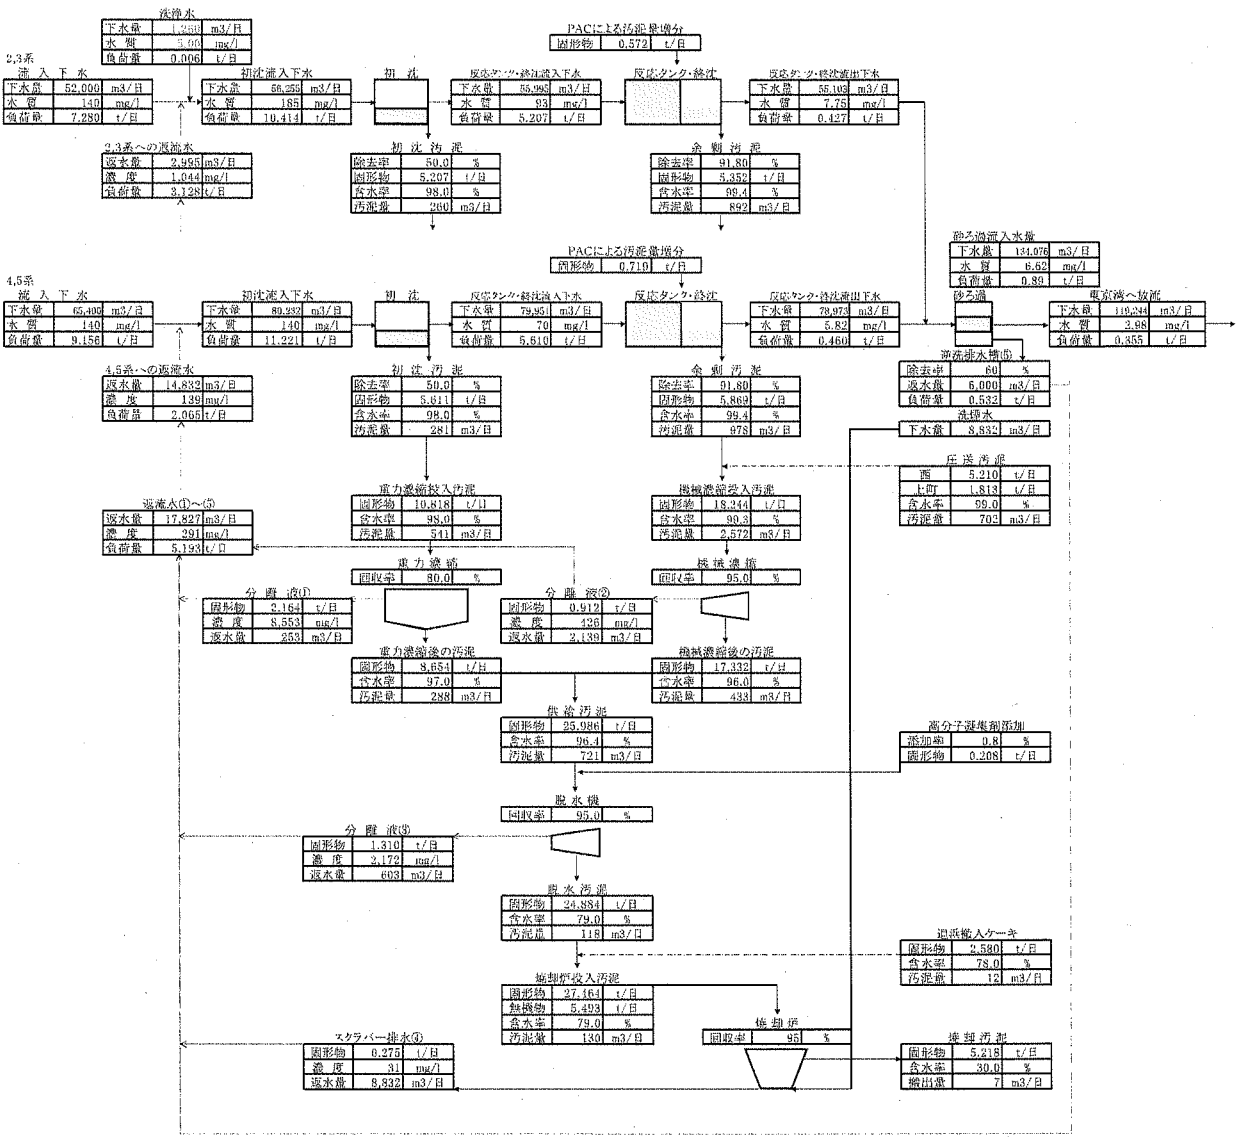 洗浄水
下水量 1,260 m3/日
水 質 5.00 mg/l
負荷量 0.006 t/日
PACによる汚泥量増分
固形物 0.572 t/日
2,3系
流 入 下 水
下水量 52,000 m3/日
水 質 140 mg/l
負荷量 7.280 t/日
初沈流入下水
下水量 56,255 m3/日
水 質 185 mg/l
負荷量 10.414 t/日
初 沈
反応タンク・終沈流入下水
下水量 55,995 m3/日
水 質 93 mg/l
負荷量 5.207 t/日
反応タンク・終沈
反応タンク・終沈流出下水
下水量 55,103 m3/日
水 質 7.75 mg/l
負荷量 0.427 t/日
2,3系への返流水
返水量 2,995 m3/日
濃 度 1,044 mg/l
負荷量 3.128 t/日
初 沈 汚 泥
除去率 50.0 %
固形物 5.207 t/日
含水率 98.0 %
汚泥量 260 m3/日
余 剰 汚 泥
除去率 91.80 %
固形物 5.352 t/日
含水率 99.4 %
汚泥量 892 m3/日
PACによる汚泥量増分
固形物 0.719 t/日
砂ろ過流入水量
下水量 134,076 m3/日
水 質 6.62 mg/l
負荷量 0.89 t/日
4,5系
流 入 下 水
下水量 65,400 m3/日
水 質 140 mg/l
負荷量 9.156 t/日
初沈流入下水
下水量 80,232 m3/日
水 質 140 mg/l
負荷量 11.221 t/日
初 沈
反応タンク・終沈流入下水
下水量 79,951 m3/日
水 質 70 mg/l
負荷量 5.610 t/日
反応タンク・終沈
反応タンク・終沈流出下水
下水量 78,973 m3/日
水 質 5.82 mg/l
負荷量 0.460 t/日
砂ろ過
東京湾へ放流
下水量 119,244 m3/日
水 質 2.98 mg/l
負荷量 0.355 t/日
4,5系への返流水
返水量 14,832 m3/日
濃 度 139 mg/l
負荷量 2.065 t/日
初 沈 汚 泥
除去率 50.0 %
固形物 5.611 t/日
含水率 98.0 %
汚泥量 281 m3/日
余 剰 汚 泥
除去率 91.80 %
固形物 5.869 t/日
含水率 99.4 %
汚泥量 978 m3/日
逆洗排水槽⑤
除去率 60 %
返水量 6,000 m3/日
負荷量 0.532 t/日
洗煙水
下水量 8,832 m3/日
圧 送 汚 泥
西 5.210 t/日
上町 1.813 t/日
含水率 99.0 %
汚泥量 702 m3/日
返流水①～⑤
返水量 17,827 m3/日
濃 度 291 mg/l
負荷量 5.193 t/日
重力濃縮投入汚泥
固形物 10.818 t/日
含水率 98.0 %
汚泥量 541 m3/日
機械濃縮投入汚泥
固形物 18.244 t/日
含水率 99.3 %
汚泥量 2,572 m3/日
重 力 濃 縮
回収率 80.0 %
機 械 濃 縮
回収率 95.0 %
分 離 液①
固形物 2.164 t/日
濃 度 8,553 mg/l
返水量 253 m3/日
分 離 液②
固形物 0.912 t/日
濃 度 426 mg/l
返水量 2,139 m3/日
重力濃縮後の汚泥
固形物 8.654 t/日
含水率 97.0 %
汚泥量 288 m3/日
機械濃縮後の汚泥
固形物 17.332 t/日
含水率 96.0 %
汚泥量 433 m3/日
供 給 汚 泥
固形物 25.986 t/日
含水率 96.4 %
汚泥量 721 m3/日
高分子凝集剤添加
添加率 0.8 %
固形物 0.208 t/日
脱 水 機
回収率 95.0 %
分 離 液③
固形物 1.310 t/日
濃 度 2,172 mg/l
返水量 603 m3/日
脱 水 汚 泥
固形物 24.884 t/日
含水率 79.0 %
汚泥量 118 m3/日
追浜搬入ケーキ
固形物 2.580 t/日
含水率 78.0 %
汚泥量 12 m3/日
焼却炉投入汚泥
固形物 27.464 t/日
無機物 5.493 t/日
含水率 79.0 %
汚泥量 130 m3/日
焼 却 炉
回収率 95 %
スクラバー排水④
固形物 0.275 t/日
濃 度 31 mg/l
返水量 8,832 m3/日
焼 却 汚 泥
固形物 5.218 t/日
含水率 30.0 %
搬出量 7 m3/日